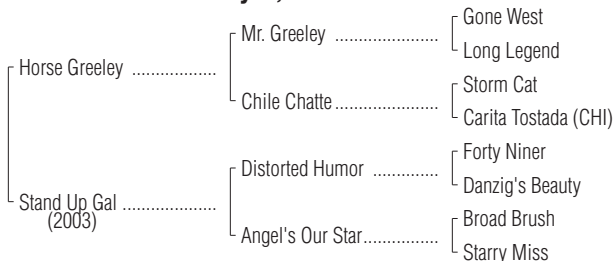 Gone West
Mr. Greeley ..................
Long Legend
Horse Greeley ..................
Storm Cat
Chile Chatte..................
Carita Tostada (CHI)
Forty Niner
Distorted Humor ..............
Danzig's Beauty
Stand Up Gal ....................
(2003)
Broad Brush
Angel's Our Star................
Starry Miss